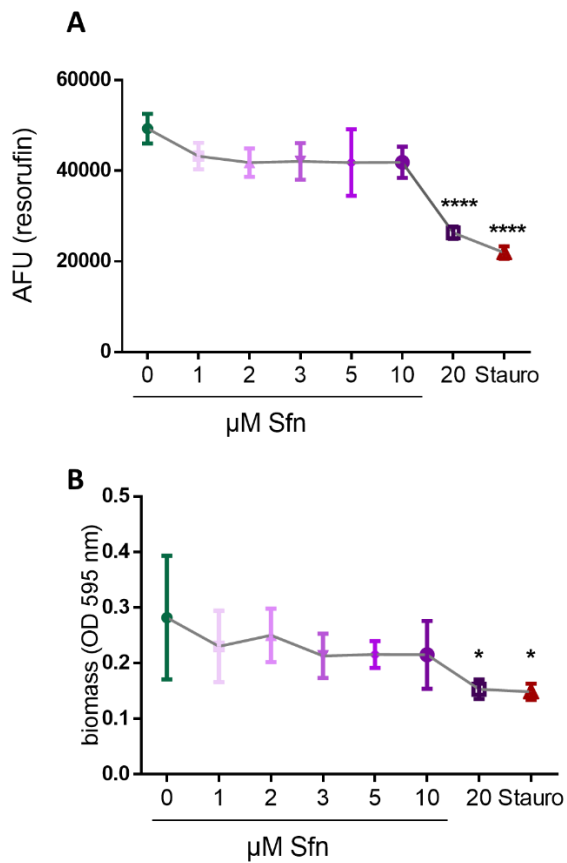 A
60000
40000
20000
0
AFU (resorufin)
****
****
0 1 2 3 5 10 20 Stauro
µM Sfn
B
0.5
0.4
0.3
0.2
0.1
0.0
biomass (OD 595 nm)
* *
0 1 2 3 5 10 20 Stauro
µM Sfn